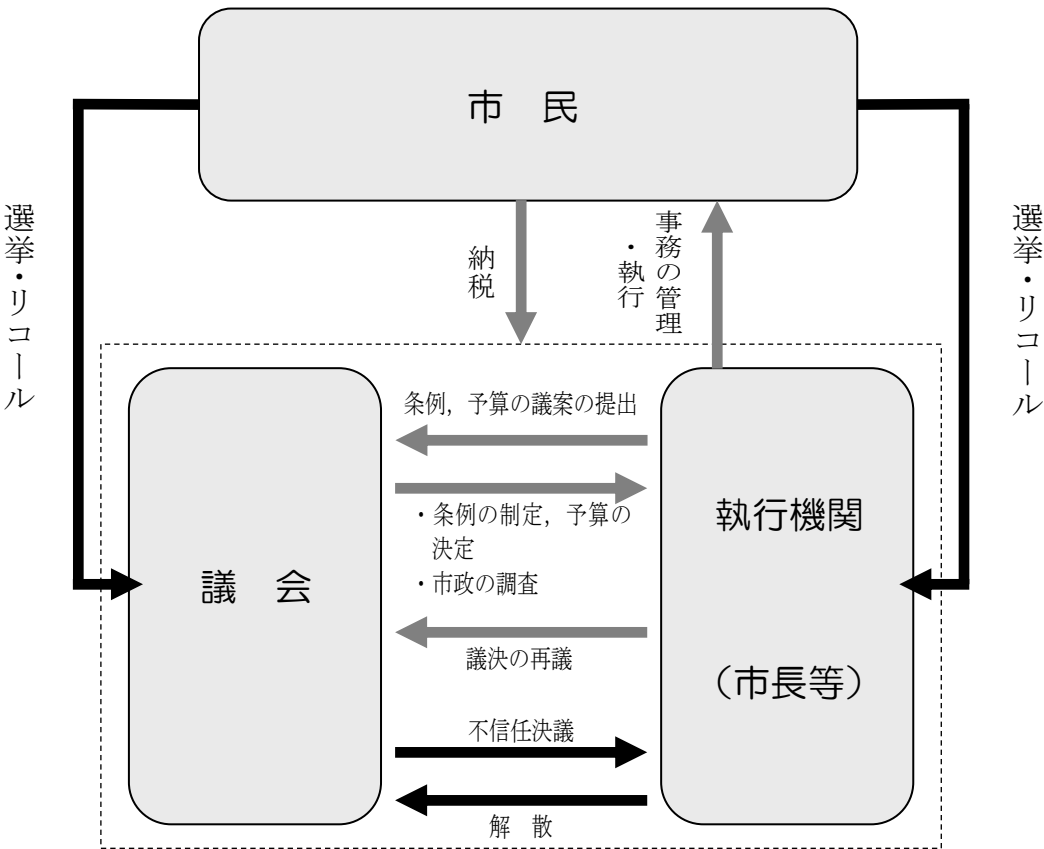 市　民
選挙・リコール
選挙・リコール
納税
事務の管理
・執行
条例，予算の議案の提出
・条例の制定，予算の
決定
・市政の調査
議決の再議
不信任決議
解　散
議　会
執行機関
（市長等）